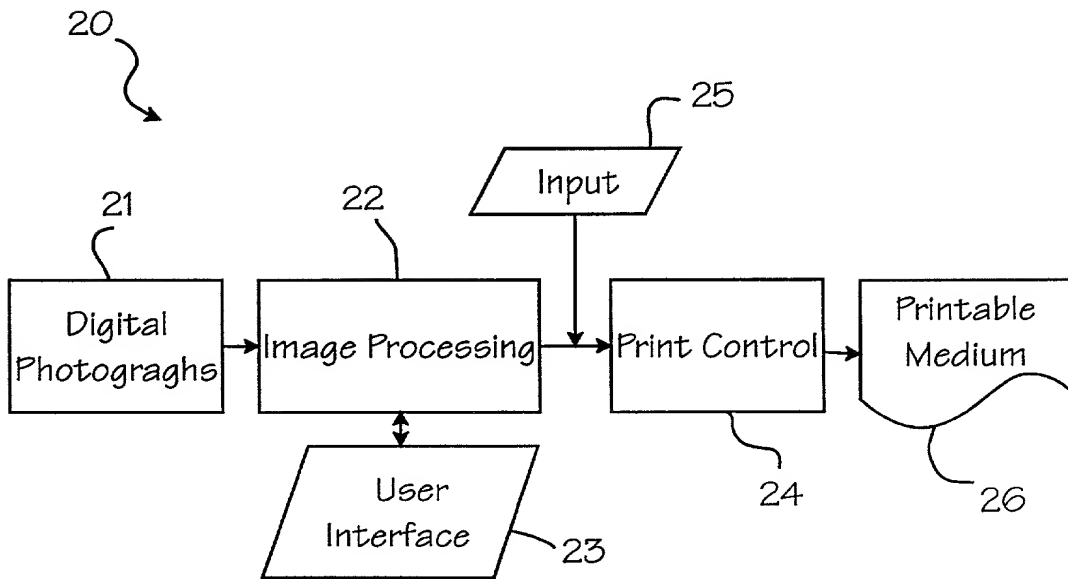 20
25
Input
21
22
Digital
Photograghs
Image Processing
Print Control
Printable
Medium
User
Interface
23
24
26